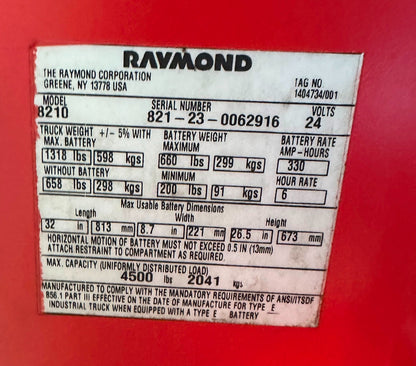 RAYMOND
THE RAYMOND CORPORATION
GREENE, NY 13778 USA
TAG NO
1404734/001
MODEL SERIAL NUMBER VOLTS
8210 821-23-0062916 24
TRUCK WEIGHT +/- 5% WITH BATTERY WEIGHT BATTERY RATE
MAX. BATTERY MAXIMUM AMP-HOURS
1318 lbs 598 kgs 660 lbs 299 kgs 330
WITHOUT BATTERY MINIMUM HOUR RATE
658 lbs 298 kgs 200 lbs 91 kgs 6
Max Usable Battery Dimensions
Length Width Height
32 in 813 mm 8.7 in 221 mm 26.5 in 673 mm
HORIZONTAL MOTION OF BATTERY MUST NOT EXCEED 0.5 IN (13mm)
ATTACH RESTRAINT TO COMPARTMENT AS REQUIRED.
MAX. CAPACITY (UNIFORMLY DISTRIBUTED LOAD)
4500 lbs 2041 kgs
MANUFACTURED TO COMPLY WITH THE MANDATORY REQUIREMENTS OF ANSI/ITSDF
B56.1 PART III EFFECTIVE ON THE DATE OF MANUFACTURE FOR TYPE E
INDUSTRIAL TRUCK WHEN EQUIPPED WITH A TYPE E BATTERY